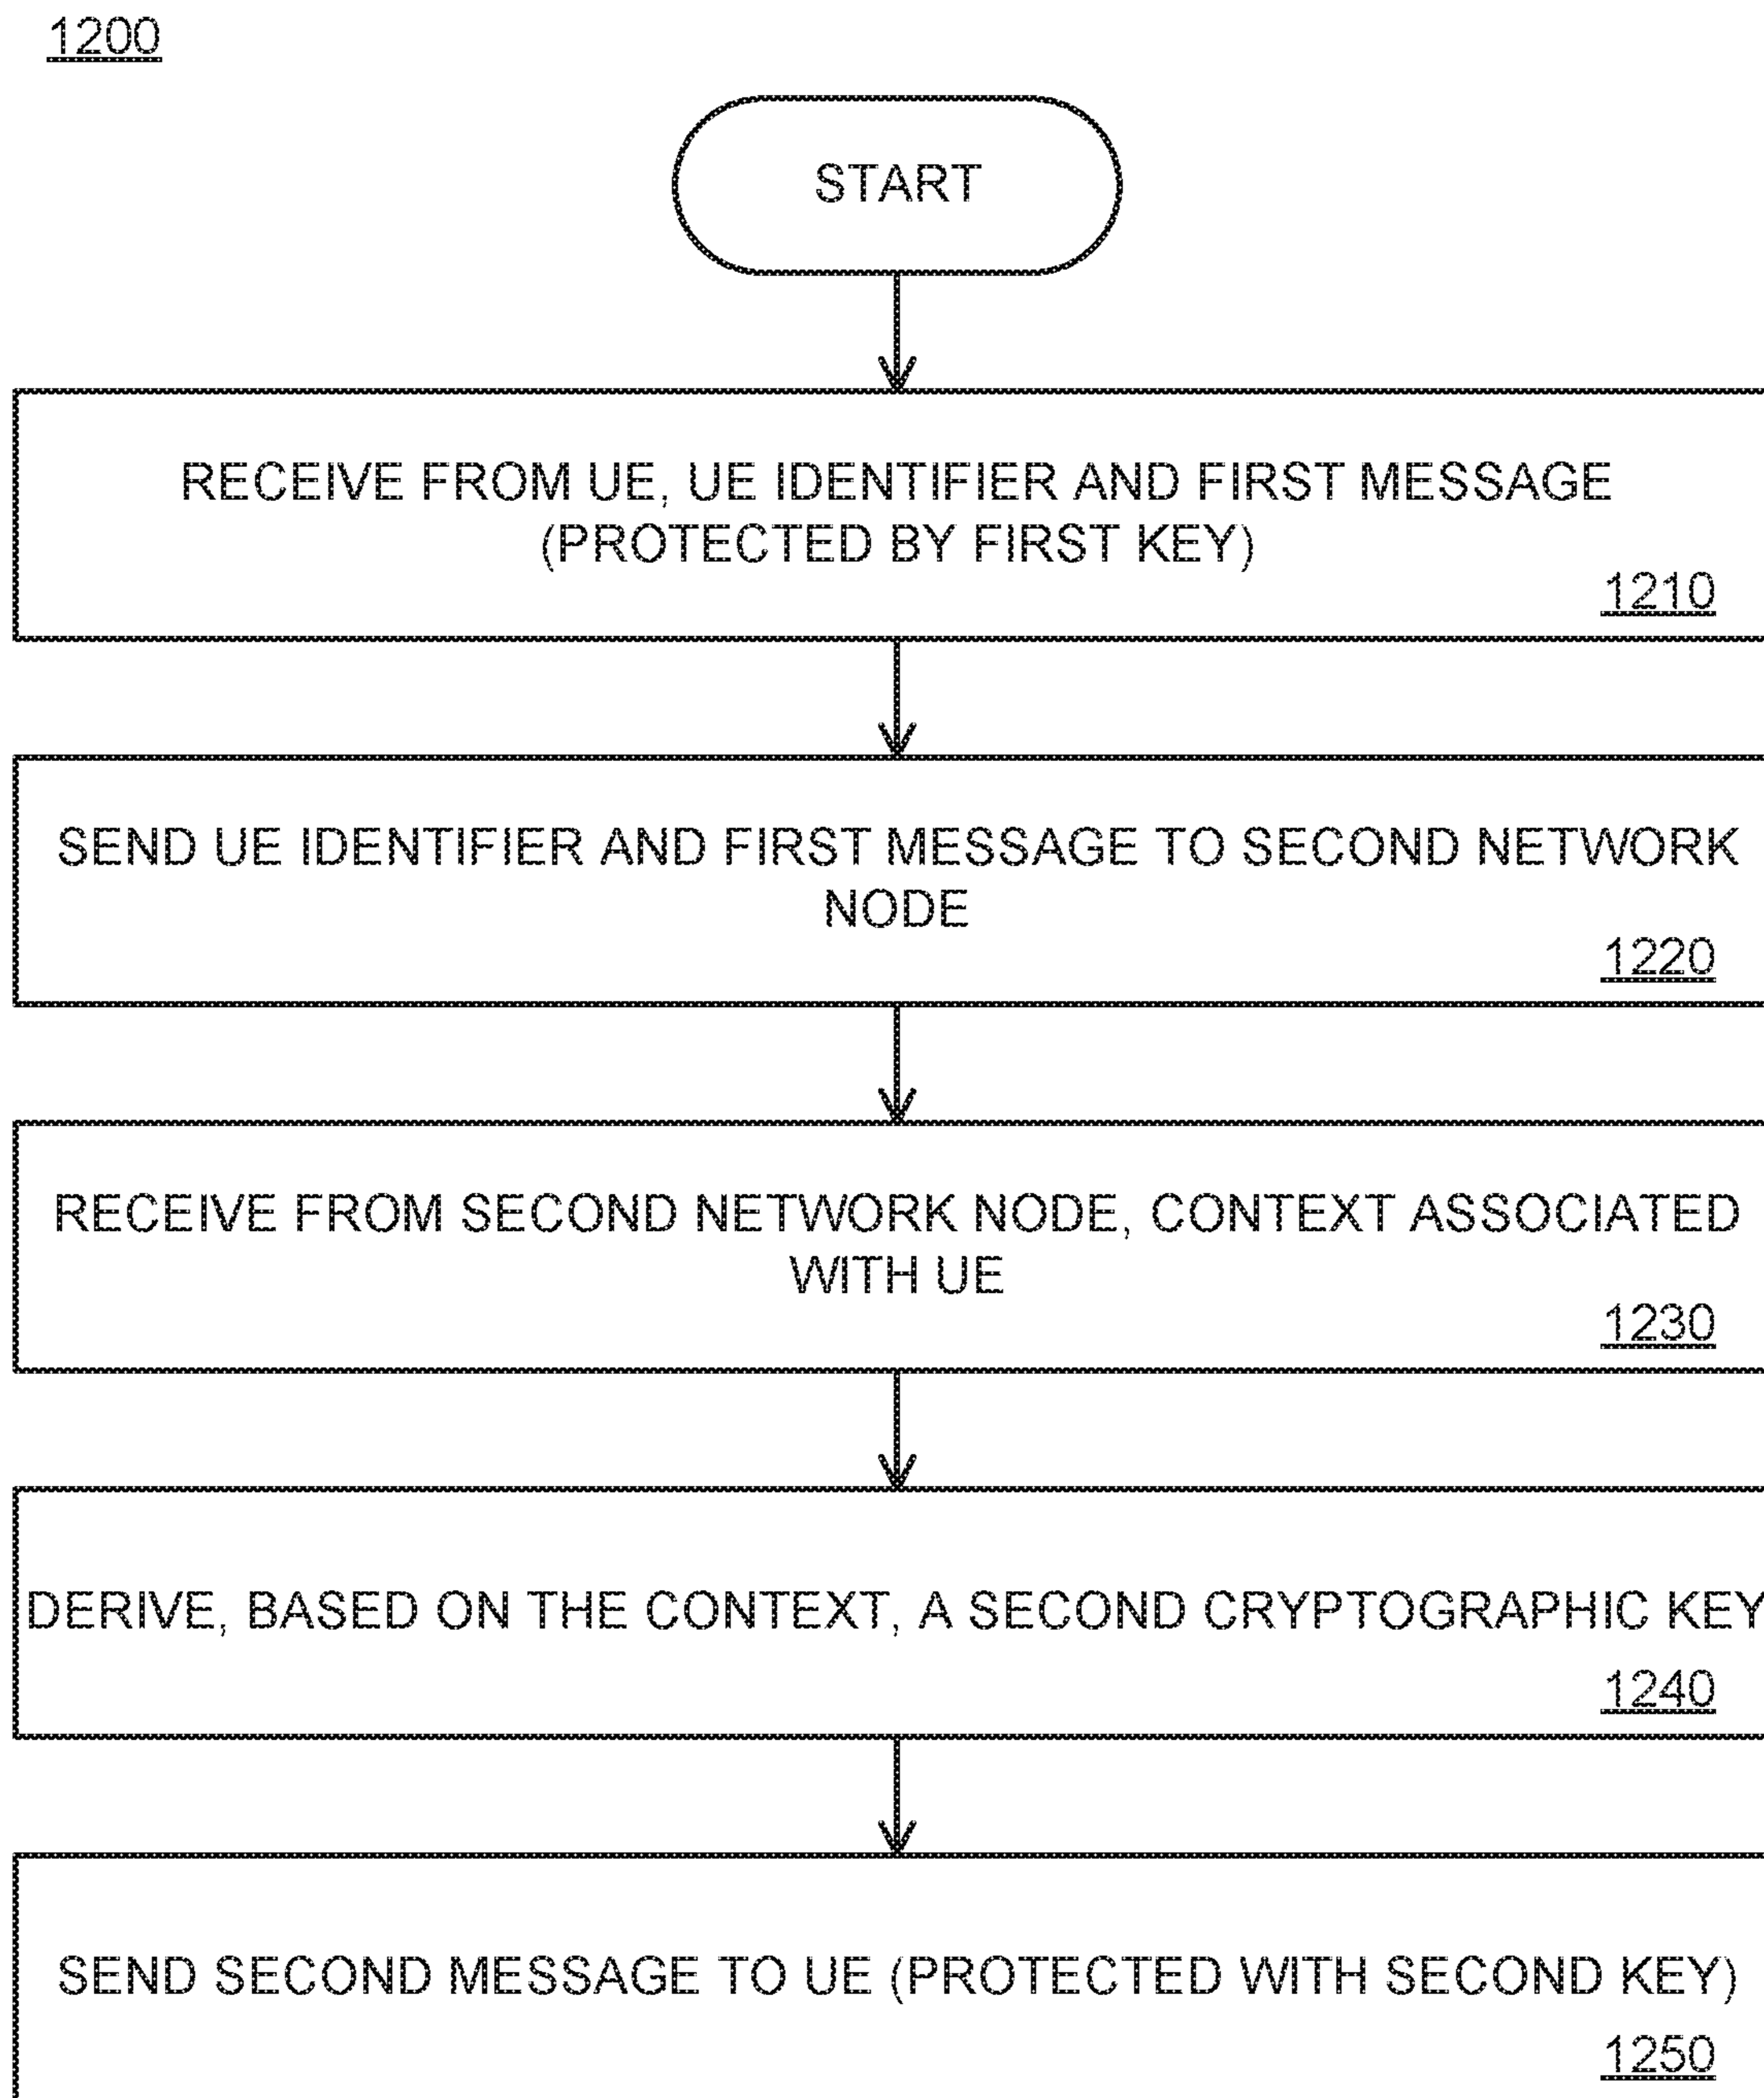 1200
START
RECEIVE FROM UE, UE IDENTIFIER AND FIRST MESSAGE
(PROTECTED BY FIRST KEY)
1210
SEND UE IDENTIFIER AND FIRST MESSAGE TO SECOND NETWORK
NODE
1220
RECEIVE FROM SECOND NETWORK NODE, CONTEXT ASSOCIATED
WITH UE
1230
DERIVE, BASED ON THE CONTEXT, A SECOND CRYPTOGRAPHIC KEY
1240
SEND SECOND MESSAGE TO UE (PROTECTED WITH SECOND KEY)
1250